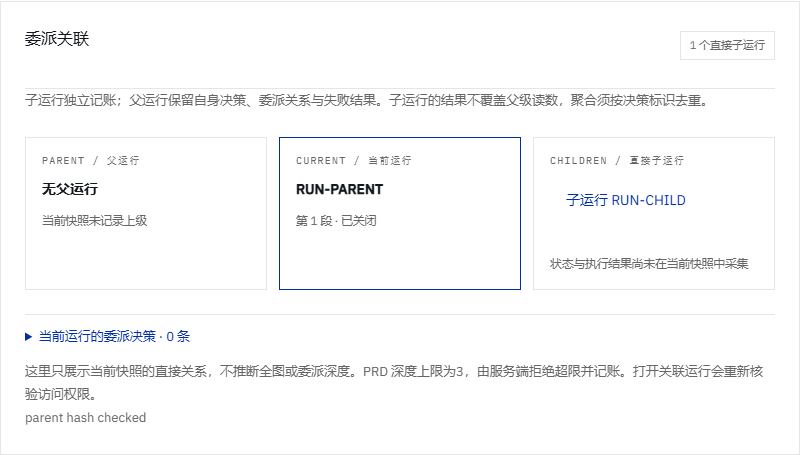 委派关联
1 个直接子运行
子运行独立记账；父运行保留自身决策、委派关系与失败结果。子运行的结果不覆盖父级读数，聚合须按决策标识去重。
PARENT / 父运行
无父运行
当前快照未记录上级
CURRENT / 当前运行
RUN-PARENT
第 1 段 · 已关闭
CHILDREN / 直接子运行
子运行 RUN-CHILD
状态与执行结果尚未在当前快照中采集
▶ 当前运行的委派决策 · 0 条
这里只展示当前快照的直接关系，不推断全图或委派深度。PRD 深度上限为3，由服务端拒绝超限并记账。打开关联运行会重新核
验访问权限。
parent hash checked